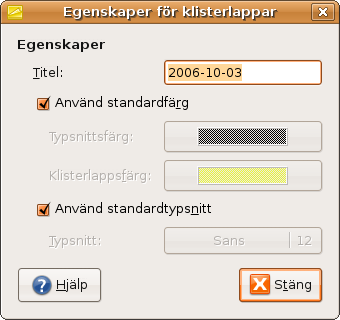 Egenskaper för klisterlappar
Egenskaper
Titel: 2006-10-03
Använd standardfärg
Typsnittsfärg:
Klisterlappsfärg:
Använd standardtypsnitt
Typsnitt: Sans 12
Hjälp Stäng